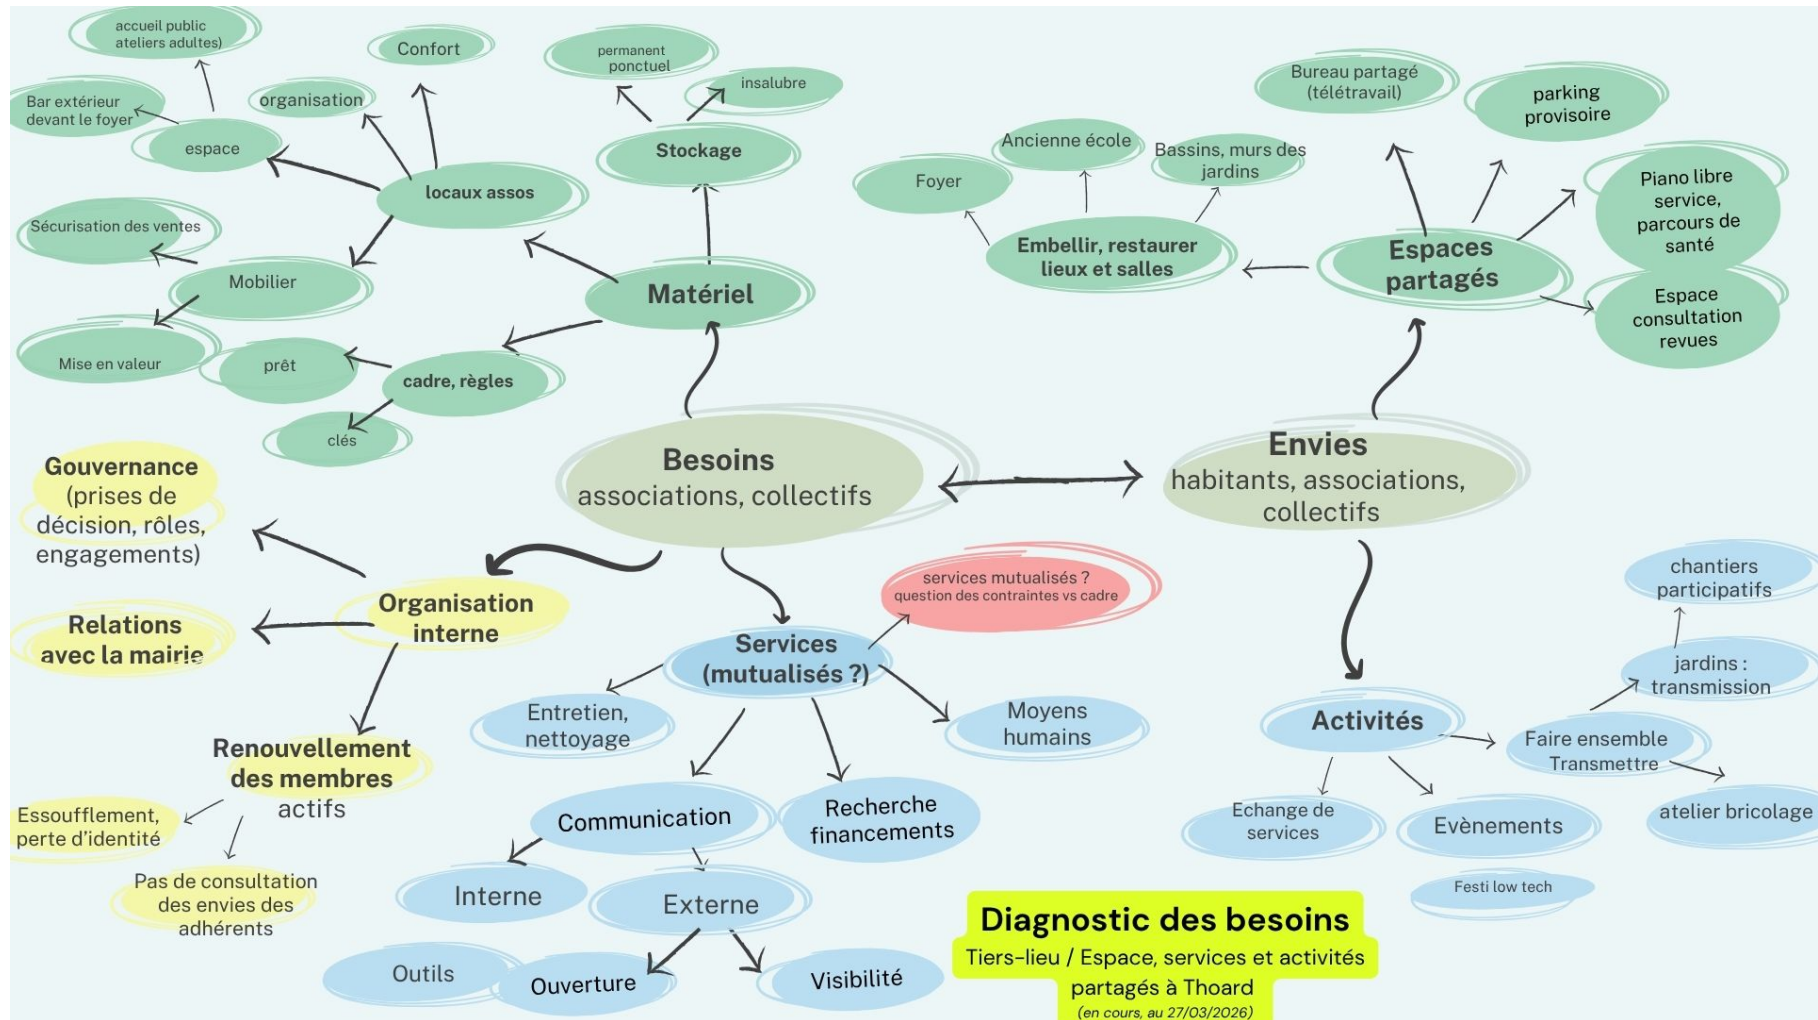 accueil public
ateliers adultes)
Confort
permanent
ponctuel
insalubre
Bar extérieur
devant le foyer
organisation
espace
locaux assos
Stockage
Sécurisation des ventes
Mobilier
Matériel
Mise en valeur
prêt
cadre, règles
clés
Bureau partagé
(télétravail)
parking
provisoire
Ancienne école
Bassins, murs des
jardins
Foyer
Piano libre
service,
parcours de
santé
Embellir, restaurer
lieux et salles
Espaces
partagés
Espace
consultation
revues
Besoins
associations, collectifs
Envies
habitants, associations,
collectifs
Gouvernance
(prises de
décision, rôles,
engagements)
Organisation
interne
Relations
avec la mairie
Renouvellement
des membres
actifs
Essoufflement,
perte d'identité
Pas de consultation
des envies des
adhérents
services mutualisés ?
question des contraintes vs cadre
Services
(mutualisés ?)
Entretien,
nettoyage
Moyens
humains
Communication
Recherche
financements
Interne
Externe
Outils
Ouverture
Visibilité
chantiers
participatifs
jardins :
transmission
Activités
Faire ensemble
Transmettre
Echange de
services
Evènements
atelier bricolage
Festi low tech
Diagnostic des besoins
Tiers-lieu / Espace, services et activités
partagés à Thoard
(en cours, au 27/03/2026)